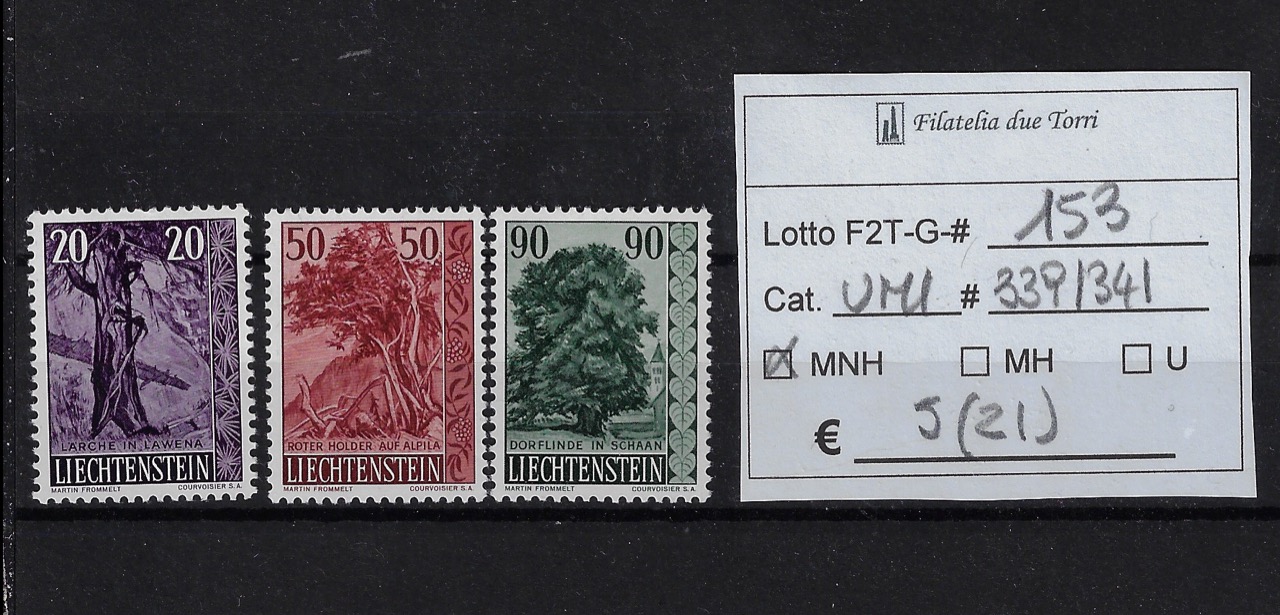 20 20
LÄRCHE IN LAWENA
LIECHTENSTEIN
MARTIN FROMMELT COURVOISIER S.A.
50 50
ROTER HOLDER AUF ALPILA
LIECHTENSTEIN
MARTIN FROMMELT COURVOISIER S.A.
90 90
DORFLINDE IN SCHAAN
LIECHTENSTEIN
MARTIN FROMMELT COURVOISIER S.A.
Filatelia due Torri
Lotto F2T-G-# 153
Cat. UNI # 339/341
MNH MH U
€ 5 (21)